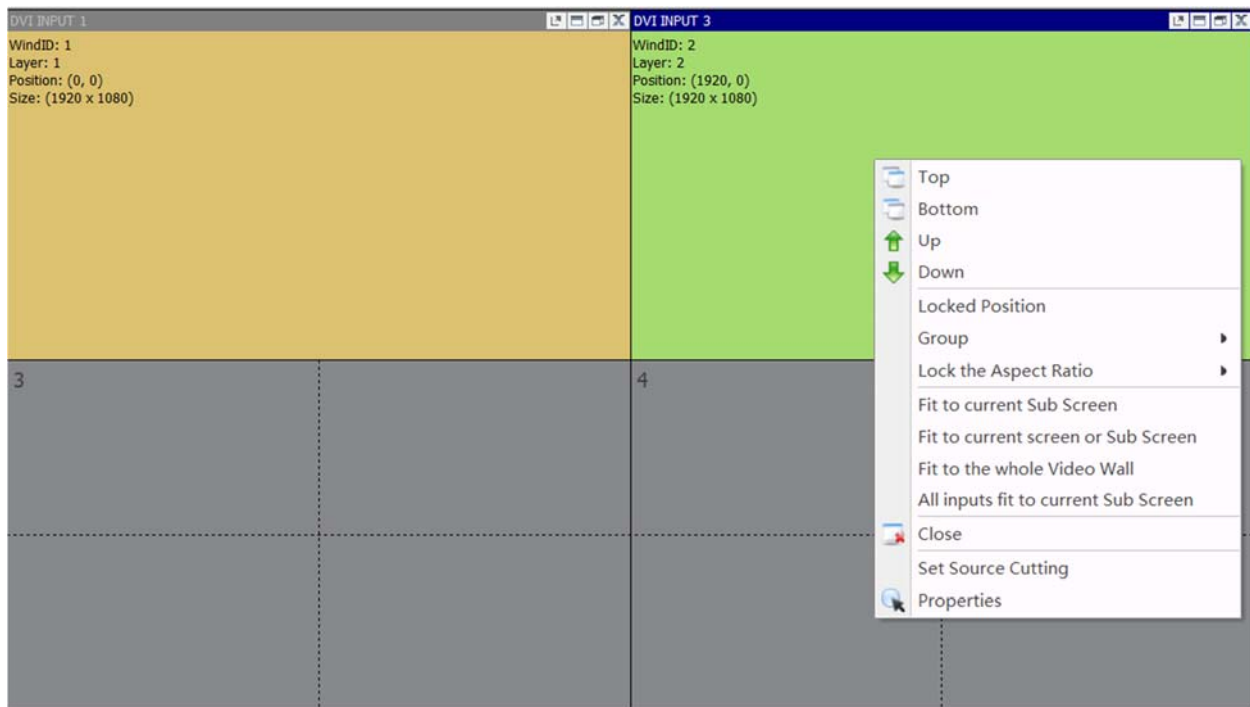 DVI INPUT 1
DVI INPUT 3
WindID: 1
Layer: 1
Position: (0, 0)
Size: (1920 x 1080)
WindID: 2
Layer: 2
Position: (1920, 0)
Size: (1920 x 1080)
Top
Bottom
Up
Down
Locked Position
Group
Lock the Aspect Ratio
Fit to current Sub Screen
Fit to current screen or Sub Screen
Fit to the whole Video Wall
All inputs fit to current Sub Screen
Close
Set Source Cutting
Properties
3
4